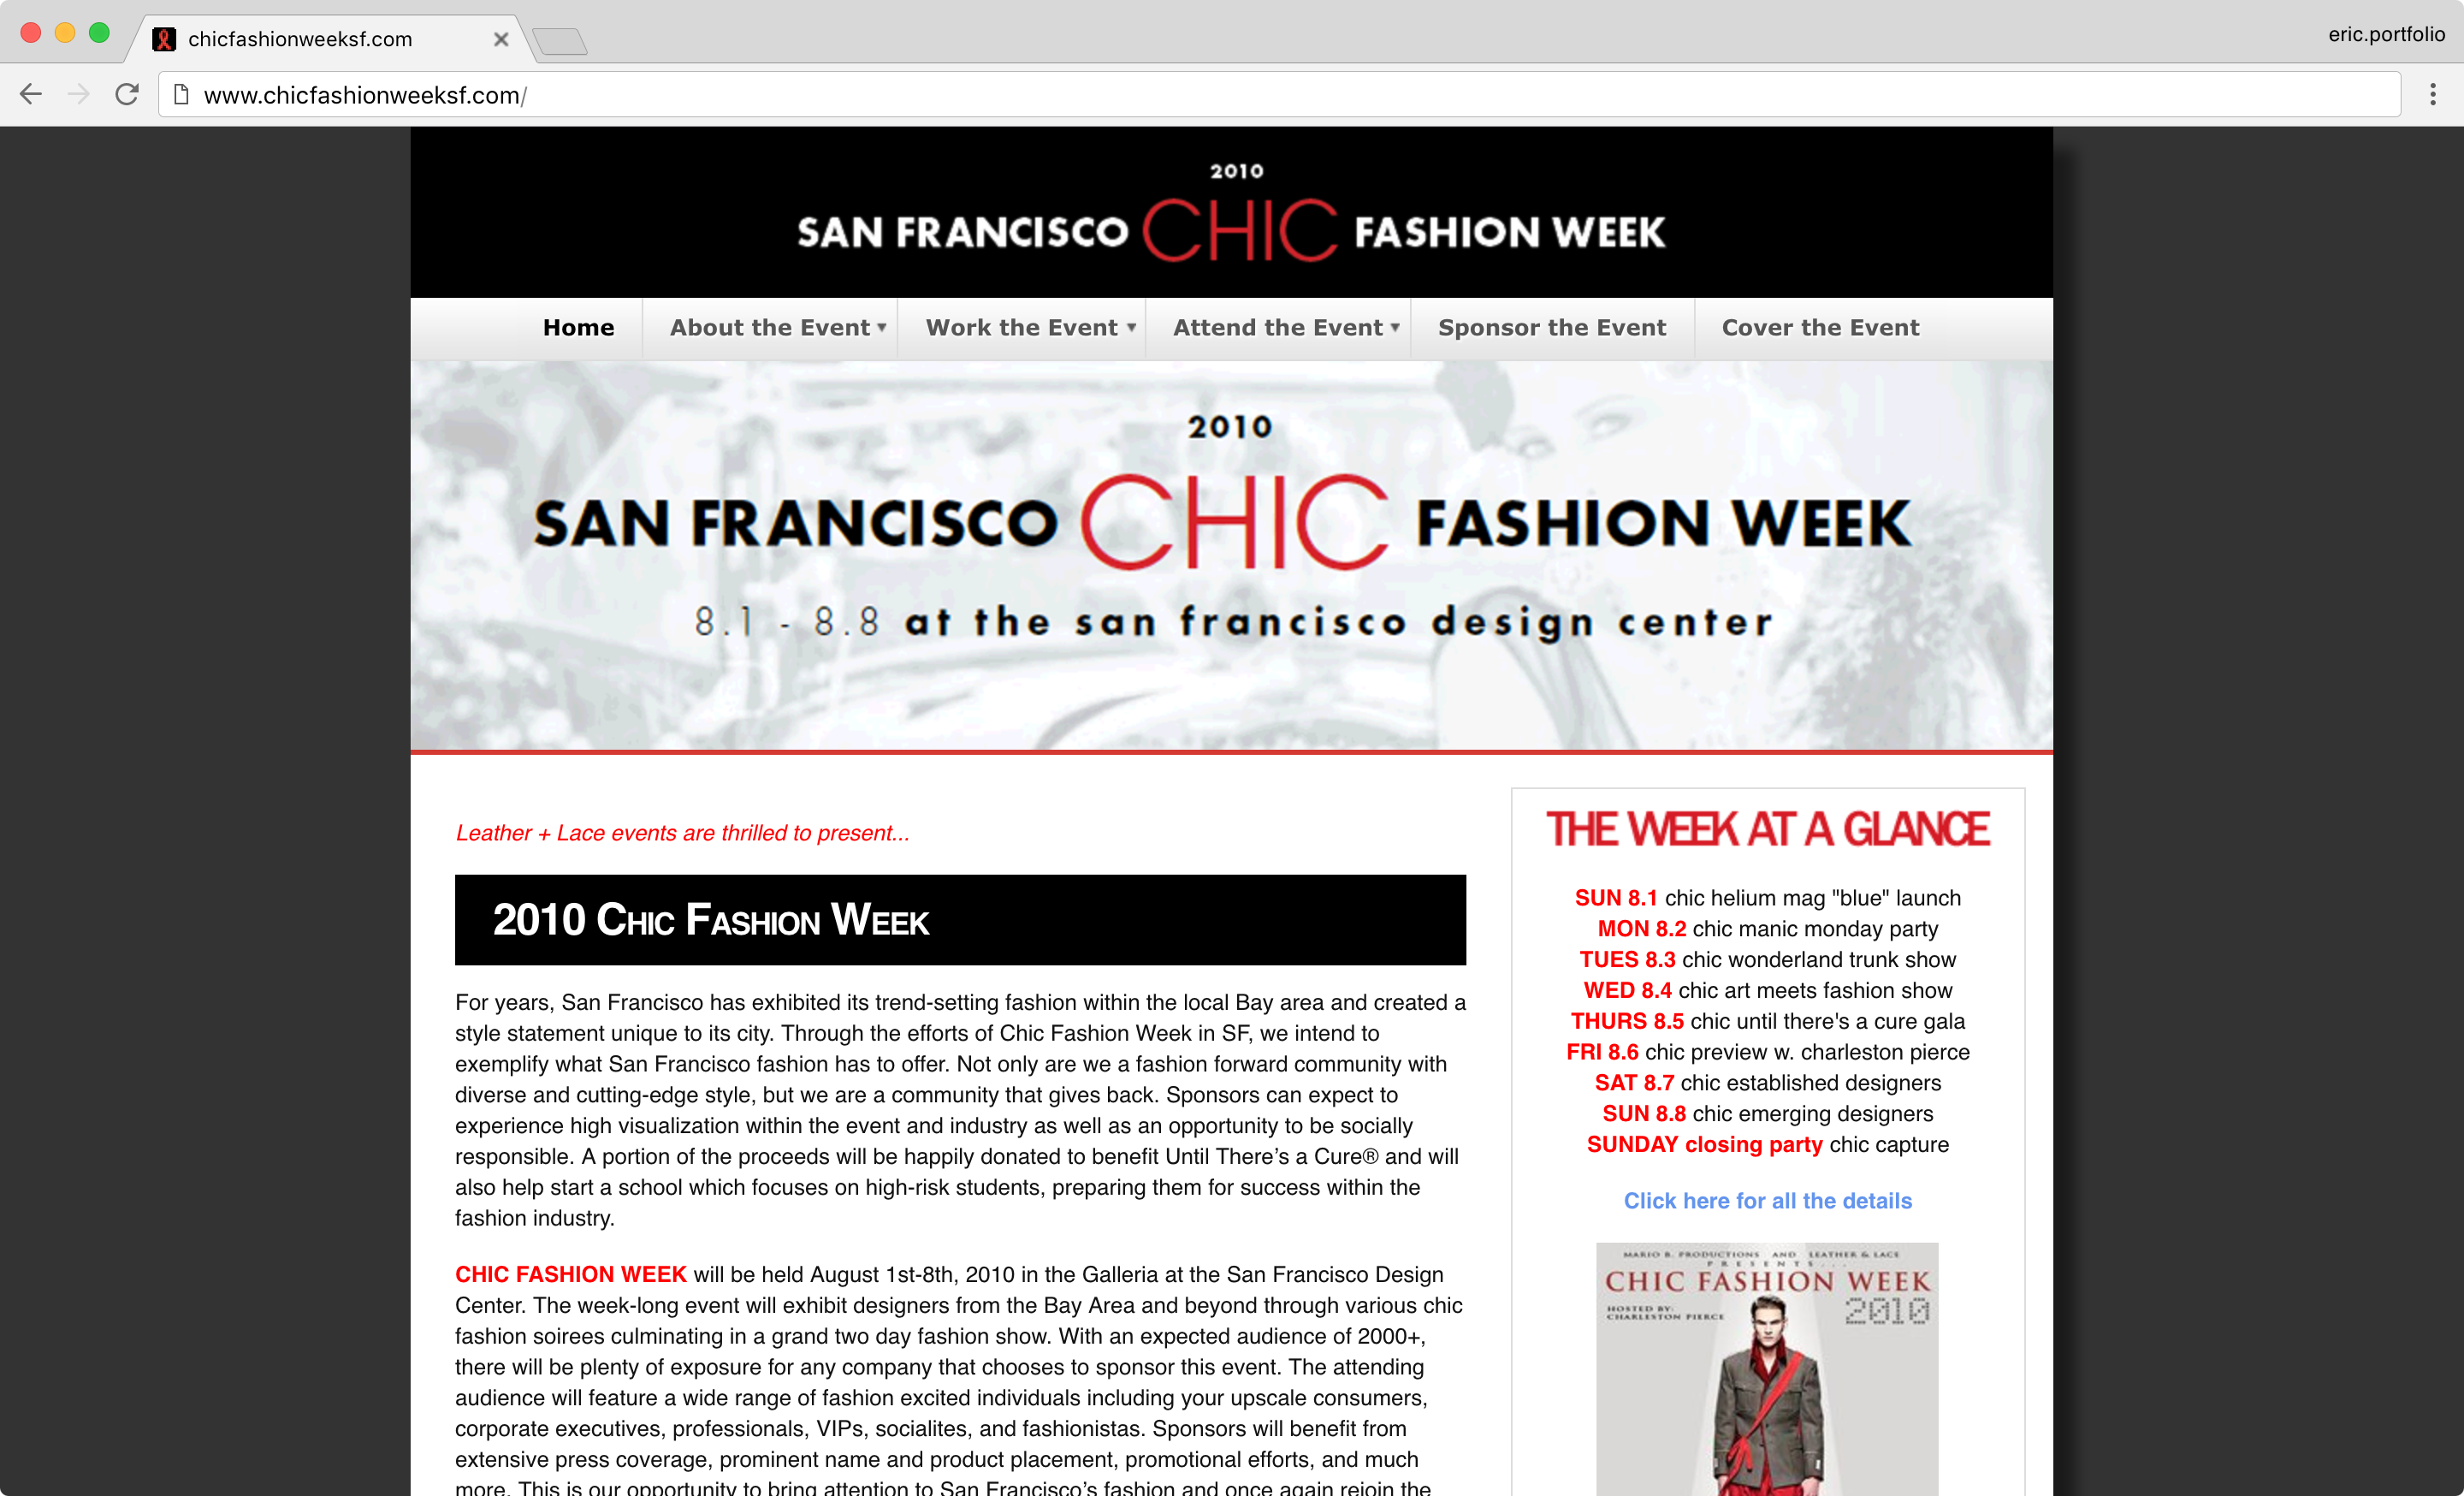 chicfashionweeksf.com
eric.portfolio
www.chicfashionweeksf.com/
2010
SAN FRANCISCO CHIC FASHION WEEK
Home About the Event Work the Event Attend the Event Sponsor the Event Cover the Event
2010
SAN FRANCISCO CHIC FASHION WEEK
8.1 - 8.8 at the san francisco design center
Leather + Lace events are thrilled to present...
2010 Chic Fashion Week
For years, San Francisco has exhibited its trend-setting fashion within the local Bay area and created a
style statement unique to its city. Through the efforts of Chic Fashion Week in SF, we intend to
exemplify what San Francisco fashion has to offer. Not only are we a fashion forward community with
diverse and cutting-edge style, but we are a community that gives back. Sponsors can expect to
experience high visualization within the event and industry as well as an opportunity to be socially
responsible. A portion of the proceeds will be happily donated to benefit Until There’s a Cure® and will
also help start a school which focuses on high-risk students, preparing them for success within the
fashion industry.
CHIC FASHION WEEK will be held August 1st-8th, 2010 in the Galleria at the San Francisco Design
Center. The week-long event will exhibit designers from the Bay Area and beyond through various chic
fashion soirees culminating in a grand two day fashion show. With an expected audience of 2000+,
there will be plenty of exposure for any company that chooses to sponsor this event. The attending
audience will feature a wide range of fashion excited individuals including your upscale consumers,
corporate executives, professionals, VIPs, socialites, and fashionistas. Sponsors will benefit from
extensive press coverage, prominent name and product placement, promotional efforts, and much
more. This is our opportunity to bring attention to San Francisco’s fashion and once again rejoin the
THE WEEK AT A GLANCE
SUN 8.1 chic helium mag "blue" launch
MON 8.2 chic manic monday party
TUES 8.3 chic wonderland trunk show
WED 8.4 chic art meets fashion show
THURS 8.5 chic until there's a cure gala
FRI 8.6 chic preview w. charleston pierce
SAT 8.7 chic established designers
SUN 8.8 chic emerging designers
SUNDAY closing party chic capture
Click here for all the details
MARIO B. PRODUCTIONS AND LEATHER & LACE
PRESENTS...
CHIC FASHION WEEK
2010
HOSTED BY:
CHARLESTON PIERCE